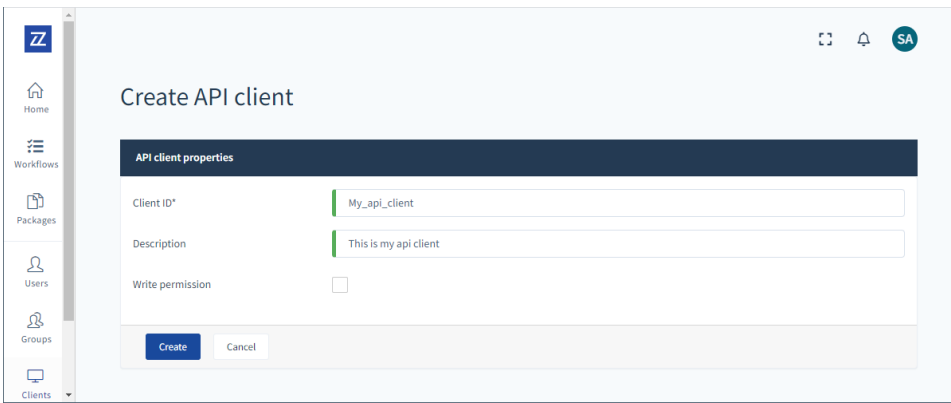 ZZ
SA
Home
Workflows
Packages
Users
Groups
Clients
Create API client
API client properties
Client ID*
My_api_client
Description
This is my api client
Write permission
Create
Cancel